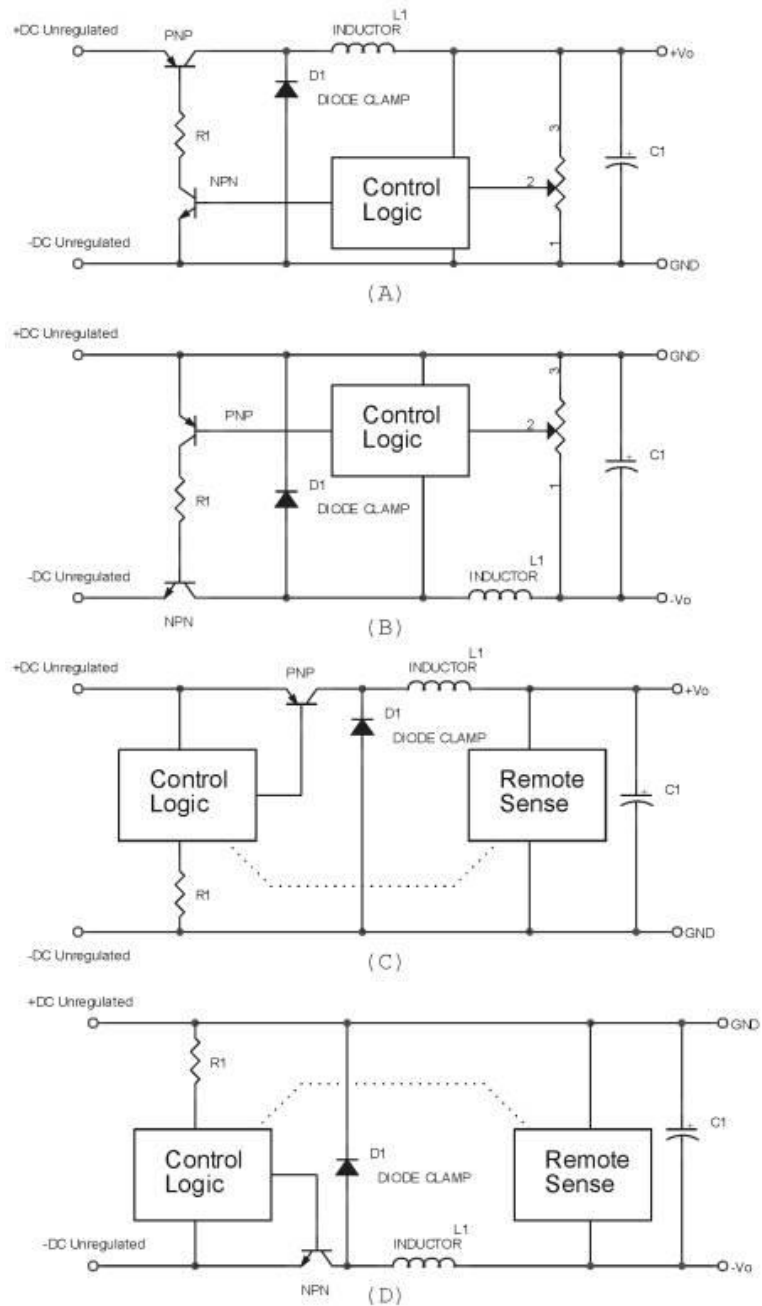 L1
+DC Unregulated
PNP
INDUCTOR
+Vo
D1
DIODE CLAMP
R1
3
C1
+
NPN
Control
Logic
2
1
-DC Unregulated
GND
(A)
+DC Unregulated
GND
3
PNP
Control
Logic
2
C1
+
D1
R1
DIODE CLAMP
1
L1
-DC Unregulated
INDUCTOR
-Vo
NPN
(B)
L1
+DC Unregulated
PNP
INDUCTOR
+Vo
D1
DIODE CLAMP
Control
Logic
Remote
Sense
C1
+
R1
GND
-DC Unregulated
(C)
+DC Unregulated
GND
R1
C1
+
Control
Logic
D1
DIODE CLAMP
Remote
Sense
L1
-DC Unregulated
INDUCTOR
-Vo
NPN
(D)